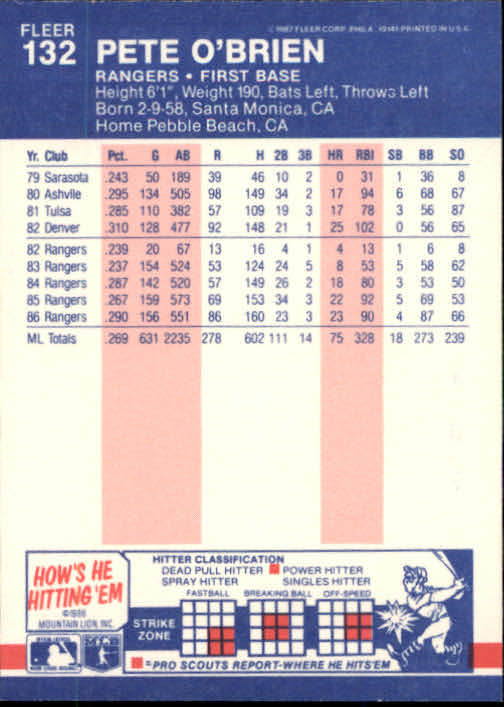 FLEER
132
PETE O'BRIEN
© 1987 FLEER CORP. PHILA. 19141-PRINTED IN U.S.A.
RANGERS • FIRST BASE
Height 6'1", Weight 190, Bats Left, Throws Left
Born 2-9-58, Santa Monica, CA
Home Pebble Beach, CA
Yr. Club Pct. G AB R H 2B 3B HR RBI SB BB SO
79 Sarasota .243 50 189 39 46 10 2 0 31 1 36 8
80 Ashvlle .295 134 505 98 149 34 2 17 94 6 68 67
81 Tulsa .285 110 382 57 109 19 3 17 78 3 56 87
82 Denver .310 128 477 92 148 21 1 25 102 0 56 65
82 Rangers .239 20 67 13 16 4 1 4 13 1 6 8
83 Rangers .237 154 524 53 124 24 5 8 53 5 58 62
84 Rangers .287 142 520 57 149 26 2 18 80 3 53 50
85 Rangers .267 159 573 69 153 34 3 22 92 5 69 53
86 Rangers .290 156 551 86 160 23 3 23 90 4 87 66
ML Totals .269 631 2235 278 602 111 14 75 328 18 273 239
HOW'S HE
HITTING 'EM
©1986
MOUNTAIN LION, INC.
HITTER CLASSIFICATION
DEAD PULL HITTER POWER HITTER
SPRAY HITTER SINGLES HITTER
FASTBALL BREAKING BALL OFF-SPEED
STRIKE
ZONE
=PRO SCOUTS REPORT-WHERE HE HITS'EM